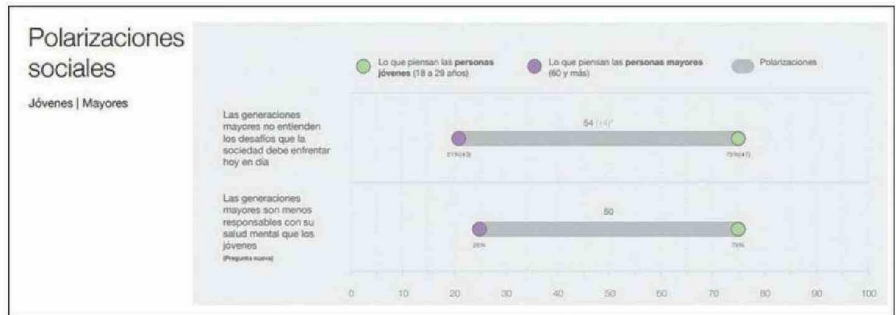 Polarizaciones
sociales
Jóvenes | Mayores
Lo que piensan las personas
jóvenes (18 a 29 años)
Lo que piensan las personas mayores
(60 y más)
Polarizaciones
Las generaciones
mayores no entienden
los desafíos que la
sociedad debe enfrentar
hoy en día
54 (+4)*
Las generaciones
mayores son menos
responsables con su
salud mental que los
jóvenes
(Pregunta nueva)
50
0 10 20 30 40 50 60 70 80 90 100